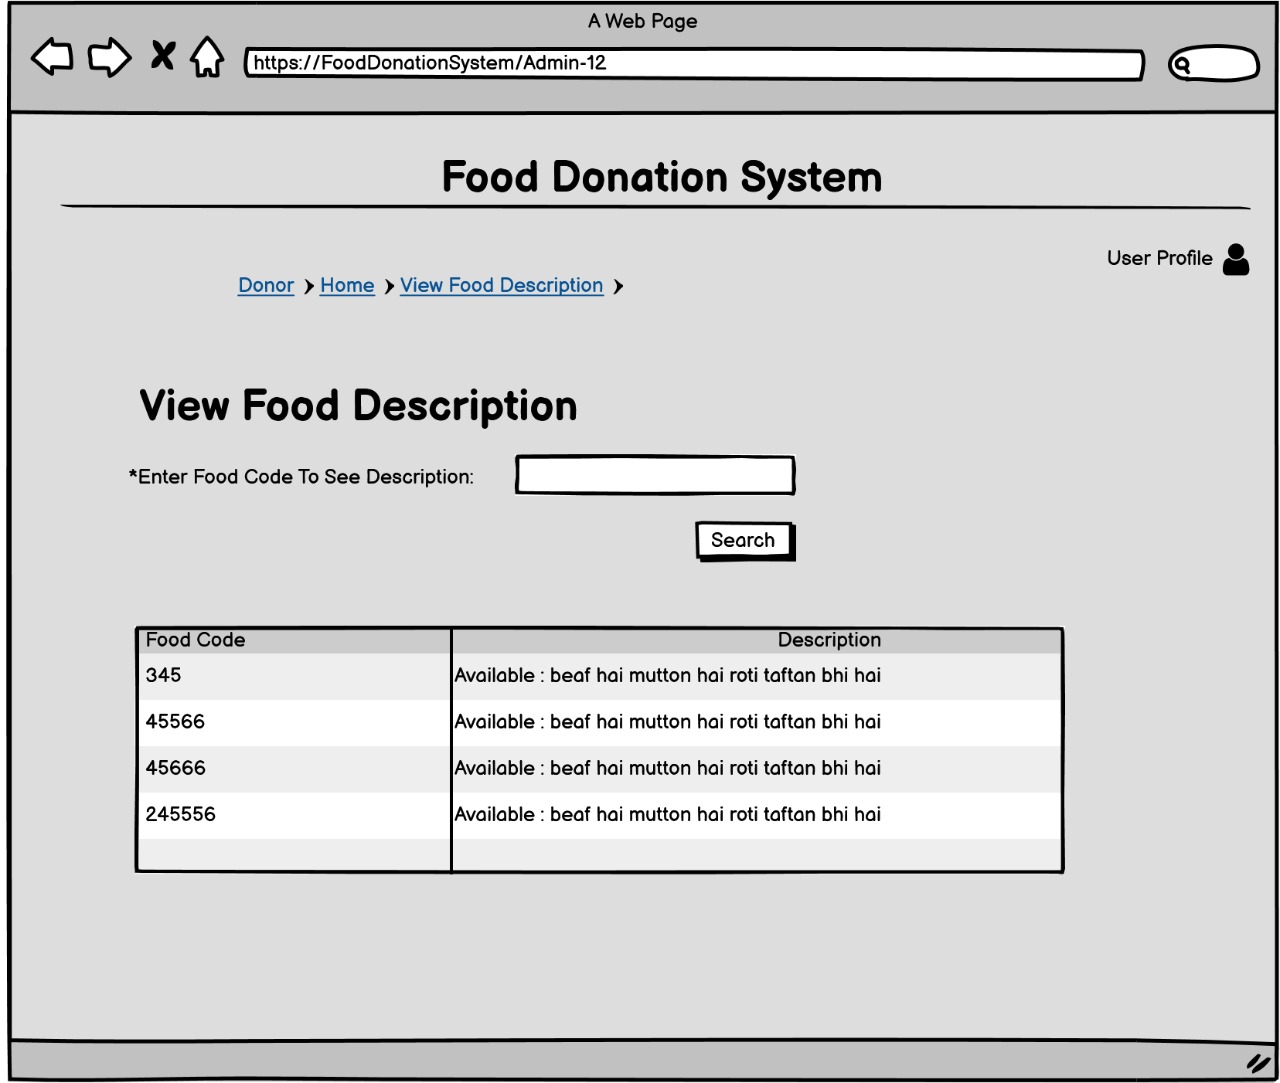 A Web Page
https://FoodDonationSystem/Admin-12
Food Donation System
User Profile
Donor Home View Food Description
View Food Description
*Enter Food Code To See Description:
Search
Food Code Description
345 Available : beaf hai mutton hai roti taftan bhi hai
45566 Available : beaf hai mutton hai roti taftan bhi hai
45666 Available : beaf hai mutton hai roti taftan bhi hai
245556 Available : beaf hai mutton hai roti taftan bhi hai